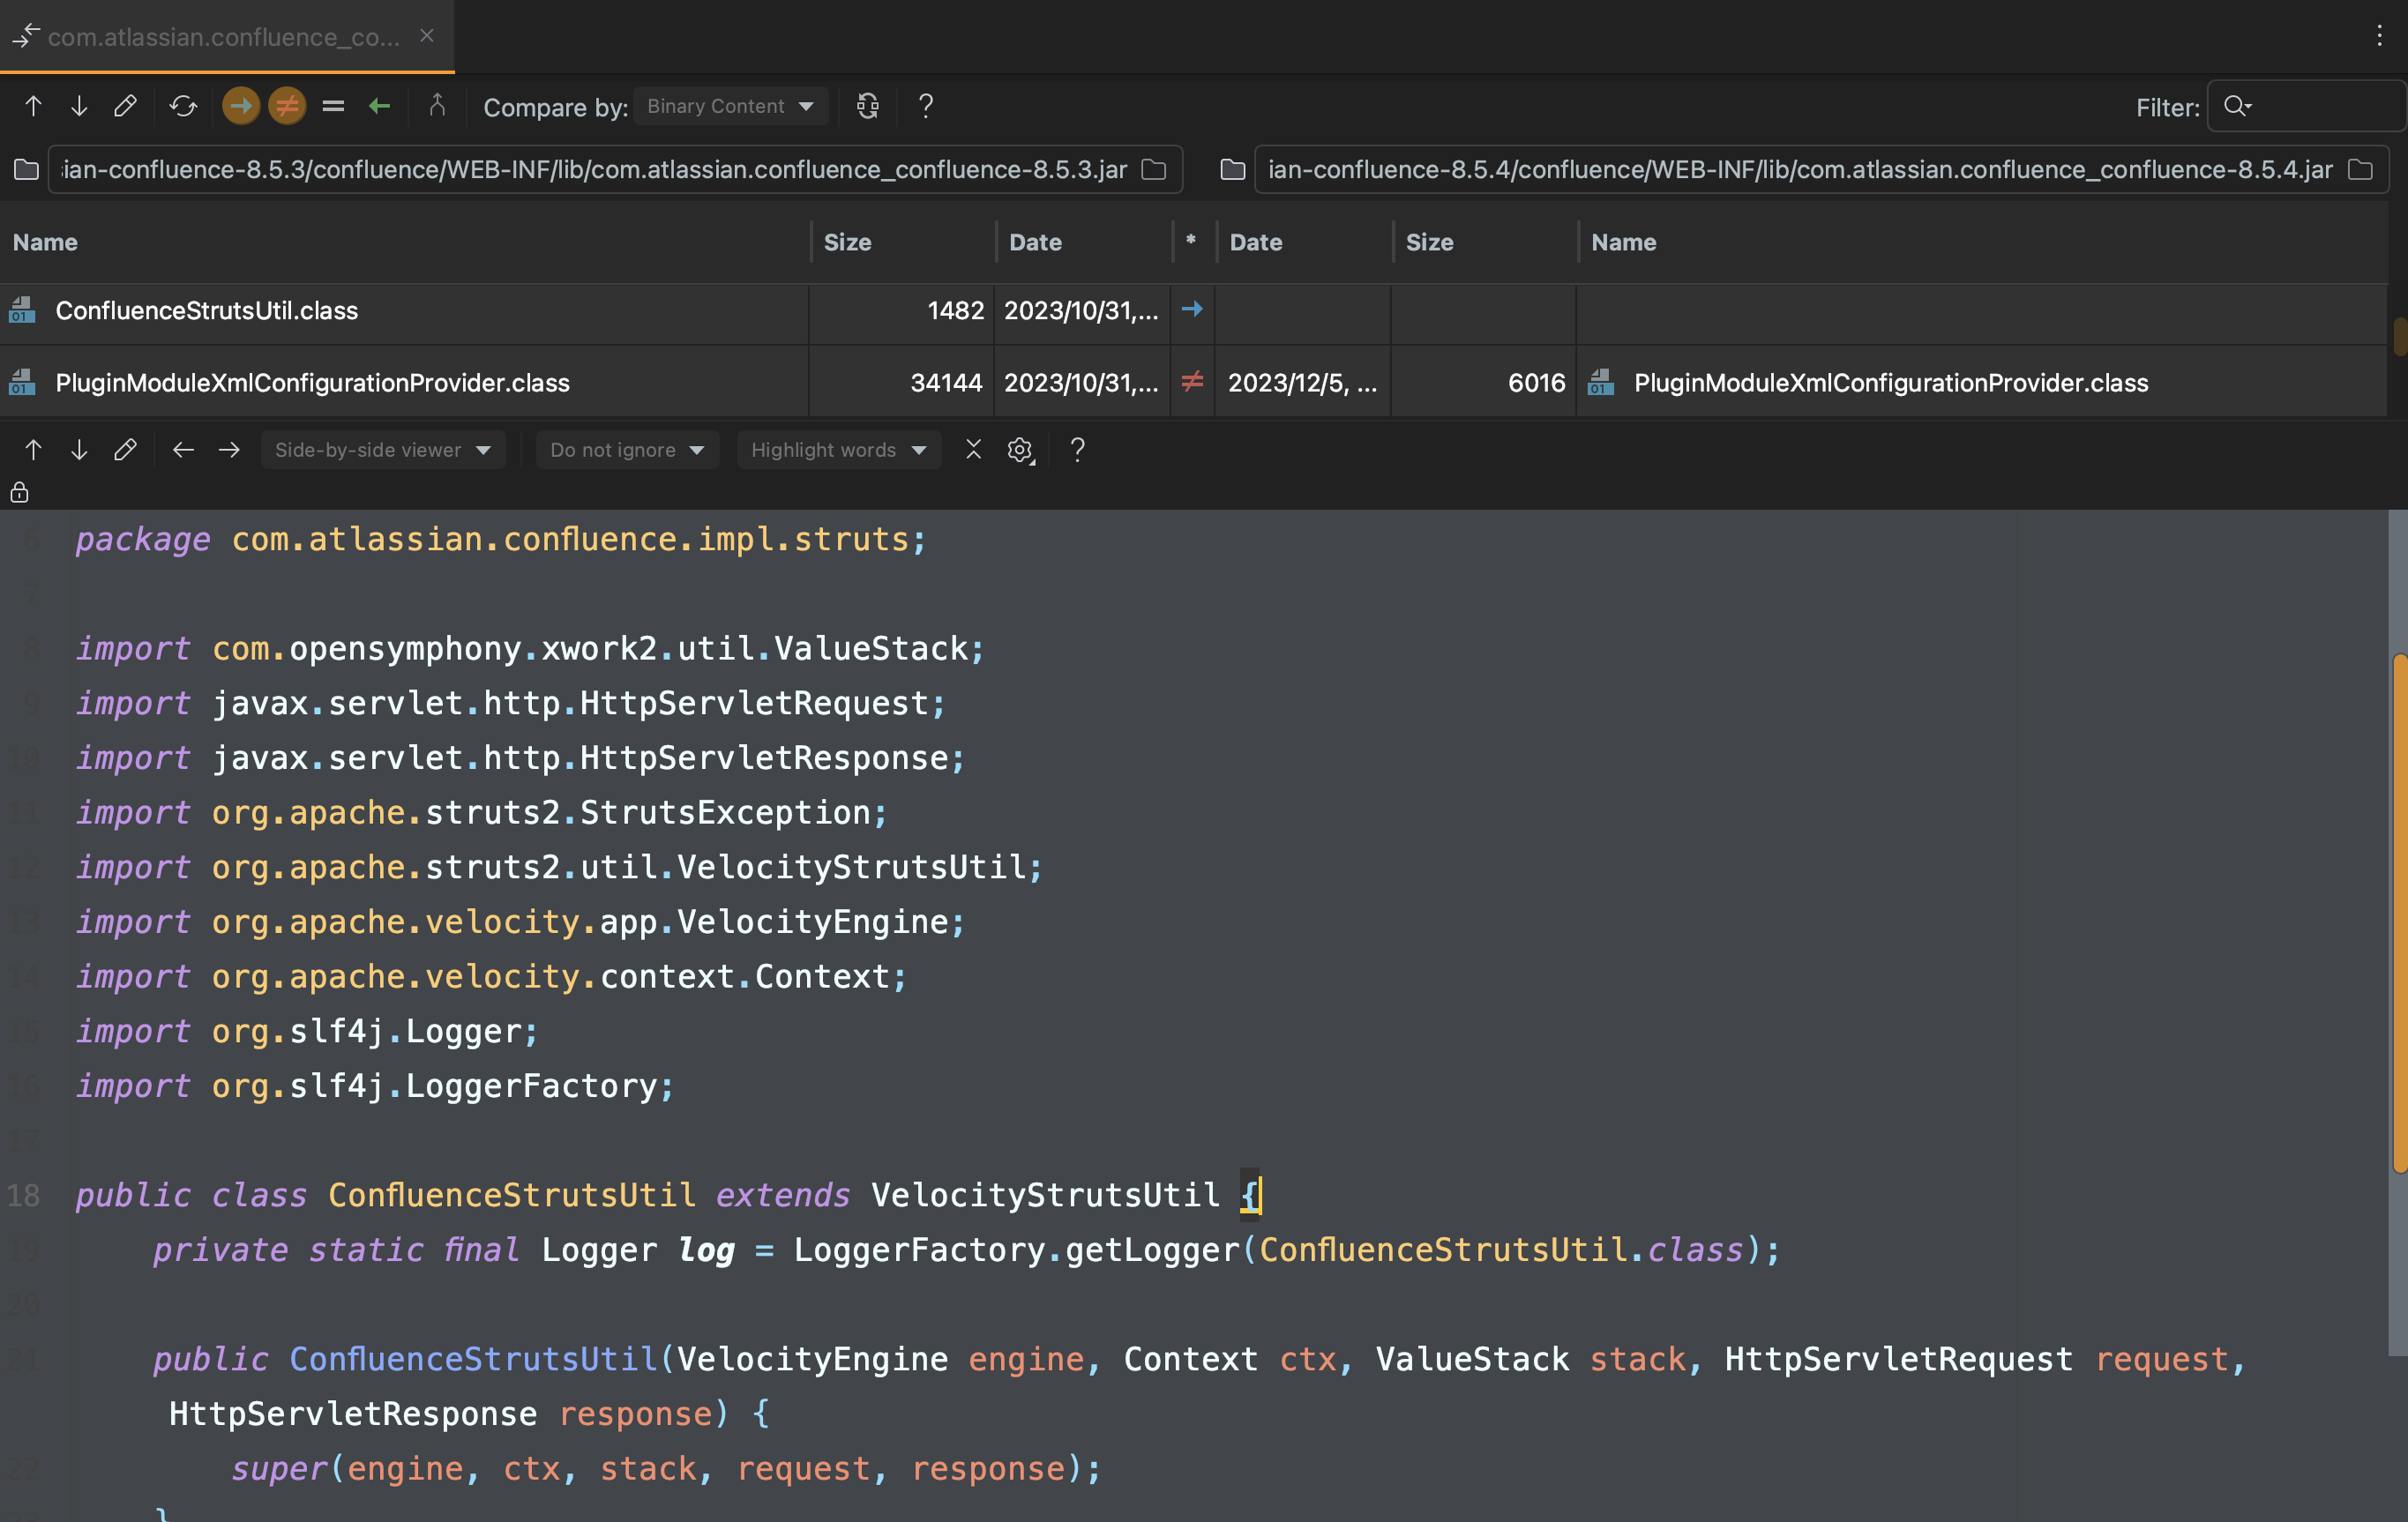 com.atlassian.confluence_co...
Compare by: Binary Content
Filter:
ian-confluence-8.5.3/confluence/WEB-INF/lib/com.atlassian.confluence_confluence-8.5.3.jar
ian-confluence-8.5.4/confluence/WEB-INF/lib/com.atlassian.confluence_confluence-8.5.4.jar
Name Size Date * Date Size Name
ConfluenceStrutsUtil.class 1482 2023/10/31,...
PluginModuleXmlConfigurationProvider.class 34144 2023/10/31,... ≠ 2023/12/5, ... 6016 PluginModuleXmlConfigurationProvider.class
Side-by-side viewer Do not ignore Highlight words
6 package com.atlassian.confluence.impl.struts;
7
8 import com.opensymphony.xwork2.util.ValueStack;
9 import javax.servlet.http.HttpServletRequest;
10 import javax.servlet.http.HttpServletResponse;
11 import org.apache.struts2.StrutsException;
12 import org.apache.struts2.util.VelocityStrutsUtil;
13 import org.apache.velocity.app.VelocityEngine;
14 import org.apache.velocity.context.Context;
15 import org.slf4j.Logger;
16 import org.slf4j.LoggerFactory;
17
18 public class ConfluenceStrutsUtil extends VelocityStrutsUtil {
19 private static final Logger log = LoggerFactory.getLogger(ConfluenceStrutsUtil.class);
20
21 public ConfluenceStrutsUtil(VelocityEngine engine, Context ctx, ValueStack stack, HttpServletRequest request,
HttpServletResponse response) {
22 super(engine, ctx, stack, request, response);
}